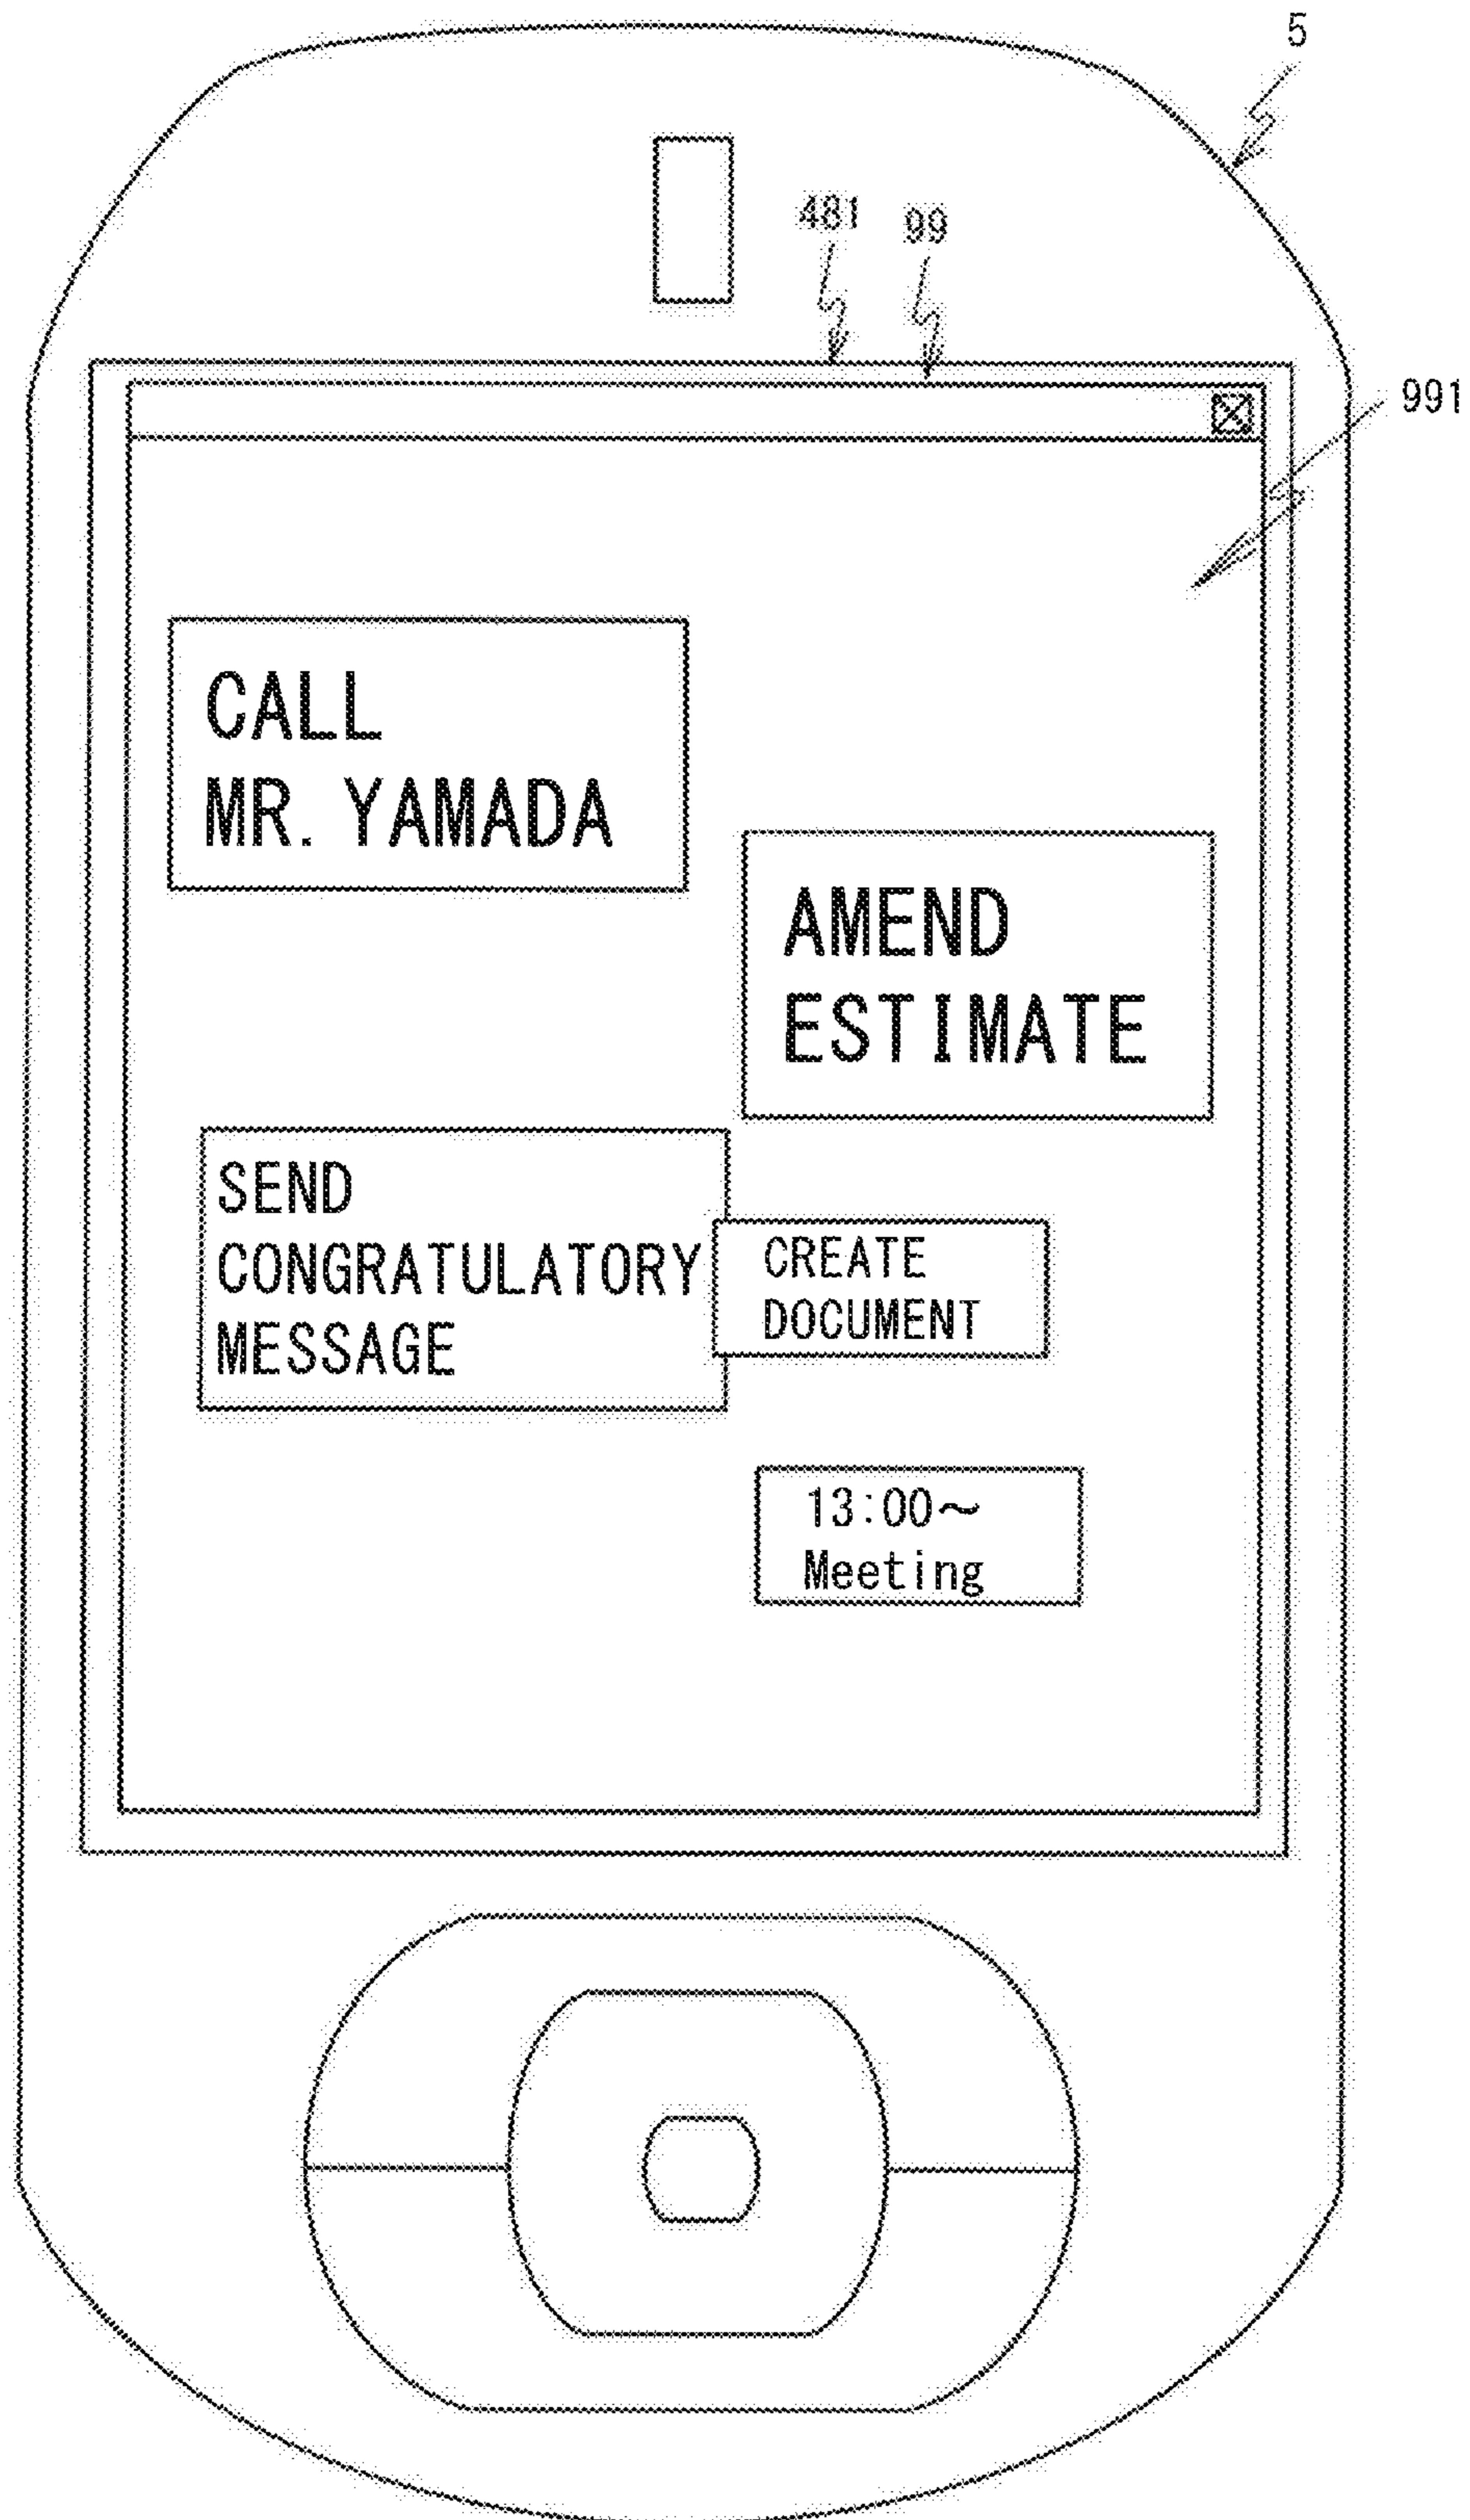 5
481
99
991
CALL
MR. YAMADA
AMEND
ESTIMATE
SEND
CONGRATULATORY
MESSAGE
CREATE
DOCUMENT
13:00～
Meeting